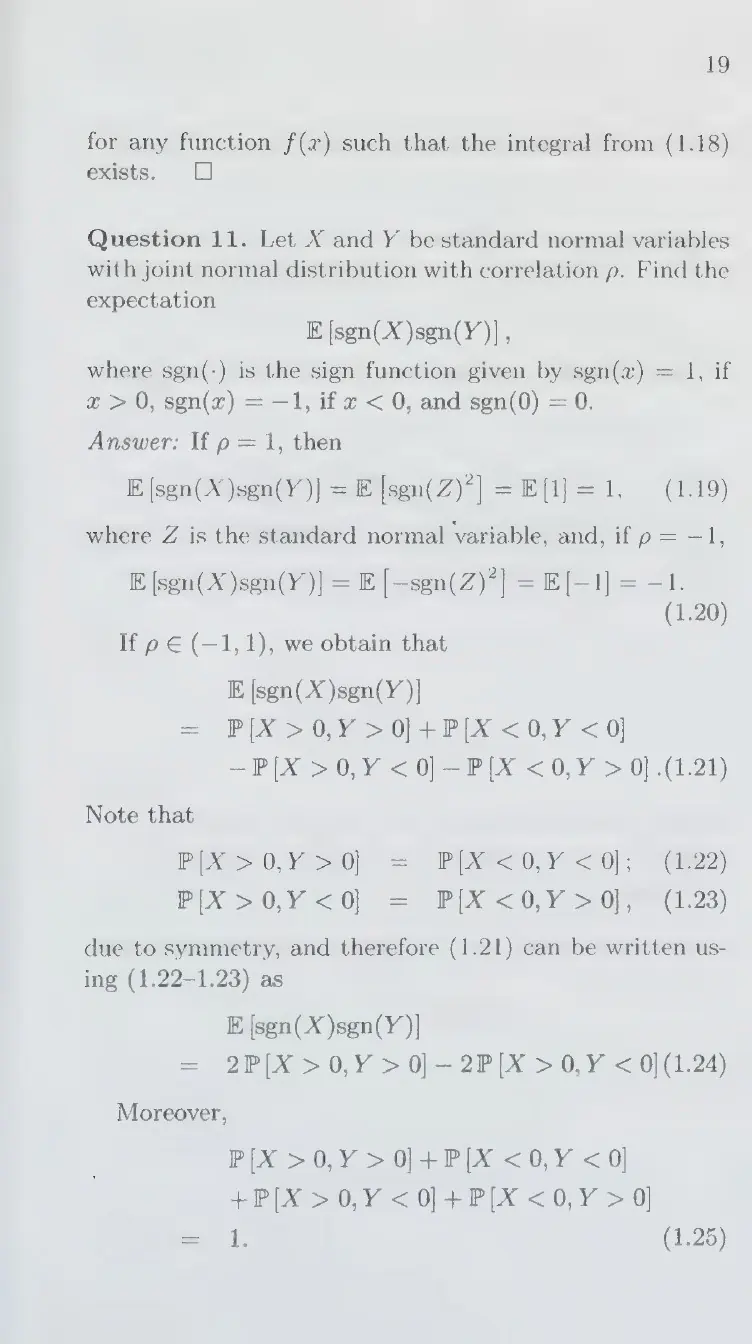 19
for any function f(x) such that the integral from (1.18)
exists. □
Question 11. Let X and Y be standard normal variables
with joint normal distribution with correlation ρ. Find the
expectation
𝔼 [sgn(X)sgn(Y)] ,
where sgn(·) is the sign function given by sgn(x) = 1, if
x > 0, sgn(x) = −1, if x < 0, and sgn(0) = 0.
Answer: If ρ = 1, then
𝔼 [sgn(X)sgn(Y)] = 𝔼 [sgn(Z)²] = 𝔼 [1] = 1, (1.19)
where Z is the standard normal variable, and, if ρ = −1,
𝔼 [sgn(X)sgn(Y)] = 𝔼 [−sgn(Z)²] = 𝔼 [−1] = −1.
(1.20)
If ρ ∈ (−1, 1), we obtain that
𝔼 [sgn(X)sgn(Y)]
= ℙ [X > 0, Y > 0] + ℙ [X < 0, Y < 0]
− ℙ [X > 0, Y < 0] − ℙ [X < 0, Y > 0] .(1.21)
Note that
ℙ [X > 0, Y > 0] = ℙ [X < 0, Y < 0] ; (1.22)
ℙ [X > 0, Y < 0] = ℙ [X < 0, Y > 0] , (1.23)
due to symmetry, and therefore (1.21) can be written us-
ing (1.22–1.23) as
𝔼 [sgn(X)sgn(Y)]
= 2 ℙ [X > 0, Y > 0] − 2 ℙ [X > 0, Y < 0] (1.24)
Moreover,
ℙ [X > 0, Y > 0] + ℙ [X < 0, Y < 0]
+ ℙ [X > 0, Y < 0] + ℙ [X < 0, Y > 0]
= 1. (1.25)